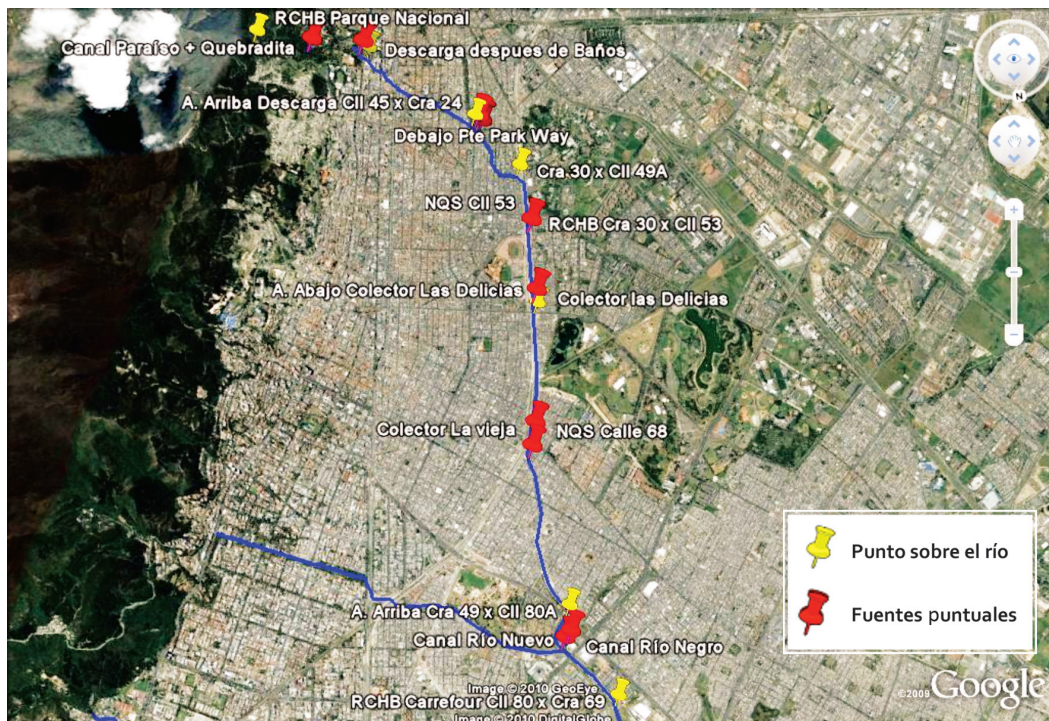 RCHB Parque Nacional
Canal Paraíso + Quebradita
Descarga despues de Baños
A. Arriba Descarga Cll 45 x Cra 24
Debajo Pte Park Way
Cra 30 x Cll 49A
NQS Cll 53
RCHB Cra 30 x Cll 53
A. Abajo Colector Las Delicias
Colector las Delicias
Colector La vieja
NQS Calle 68
N
Punto sobre el río
Fuentes puntuales
A. Arriba Cra 49 x Cll 80A
Canal Río Nuevo
Canal Río Negro
Image © 2010 GeoEye
©2009 Google
RCHB Carrefour Cll 80 x Cra 69
Image © 2010 DigitalGlobe